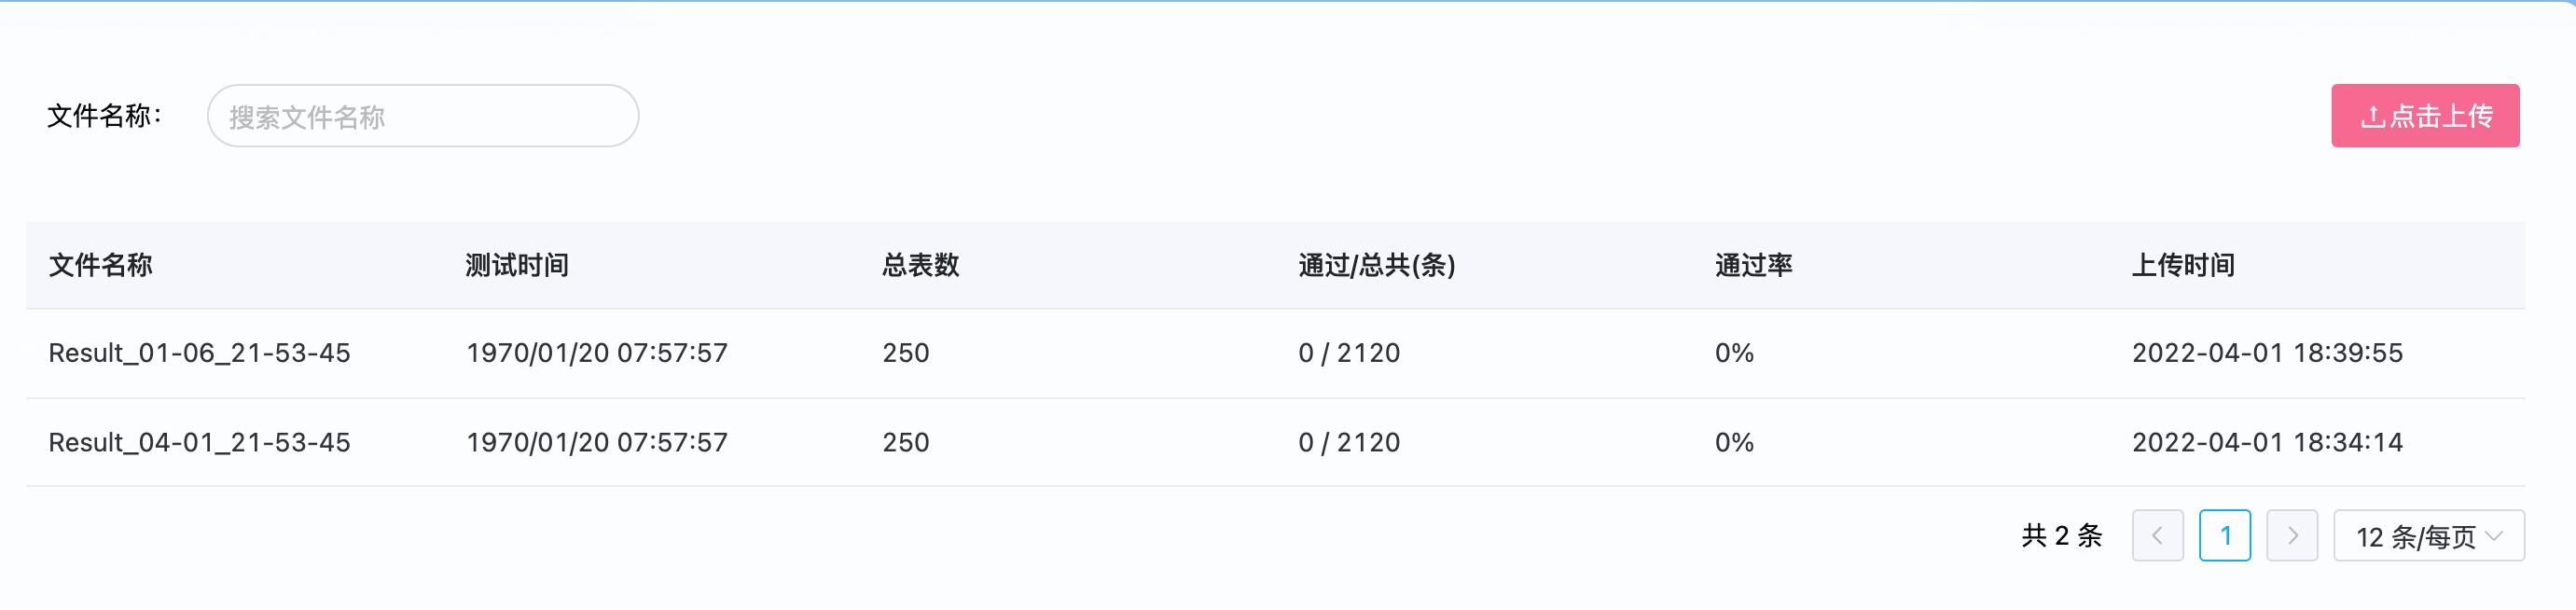 文件名称： 搜索文件名称 点击上传
文件名称 测试时间 总表数 通过/总共(条) 通过率 上传时间
Result_01-06_21-53-45 1970/01/20 07:57:57 250 0 / 2120 0% 2022-04-01 18:39:55
Result_04-01_21-53-45 1970/01/20 07:57:57 250 0 / 2120 0% 2022-04-01 18:34:14
共 2 条 1 12 条/每页